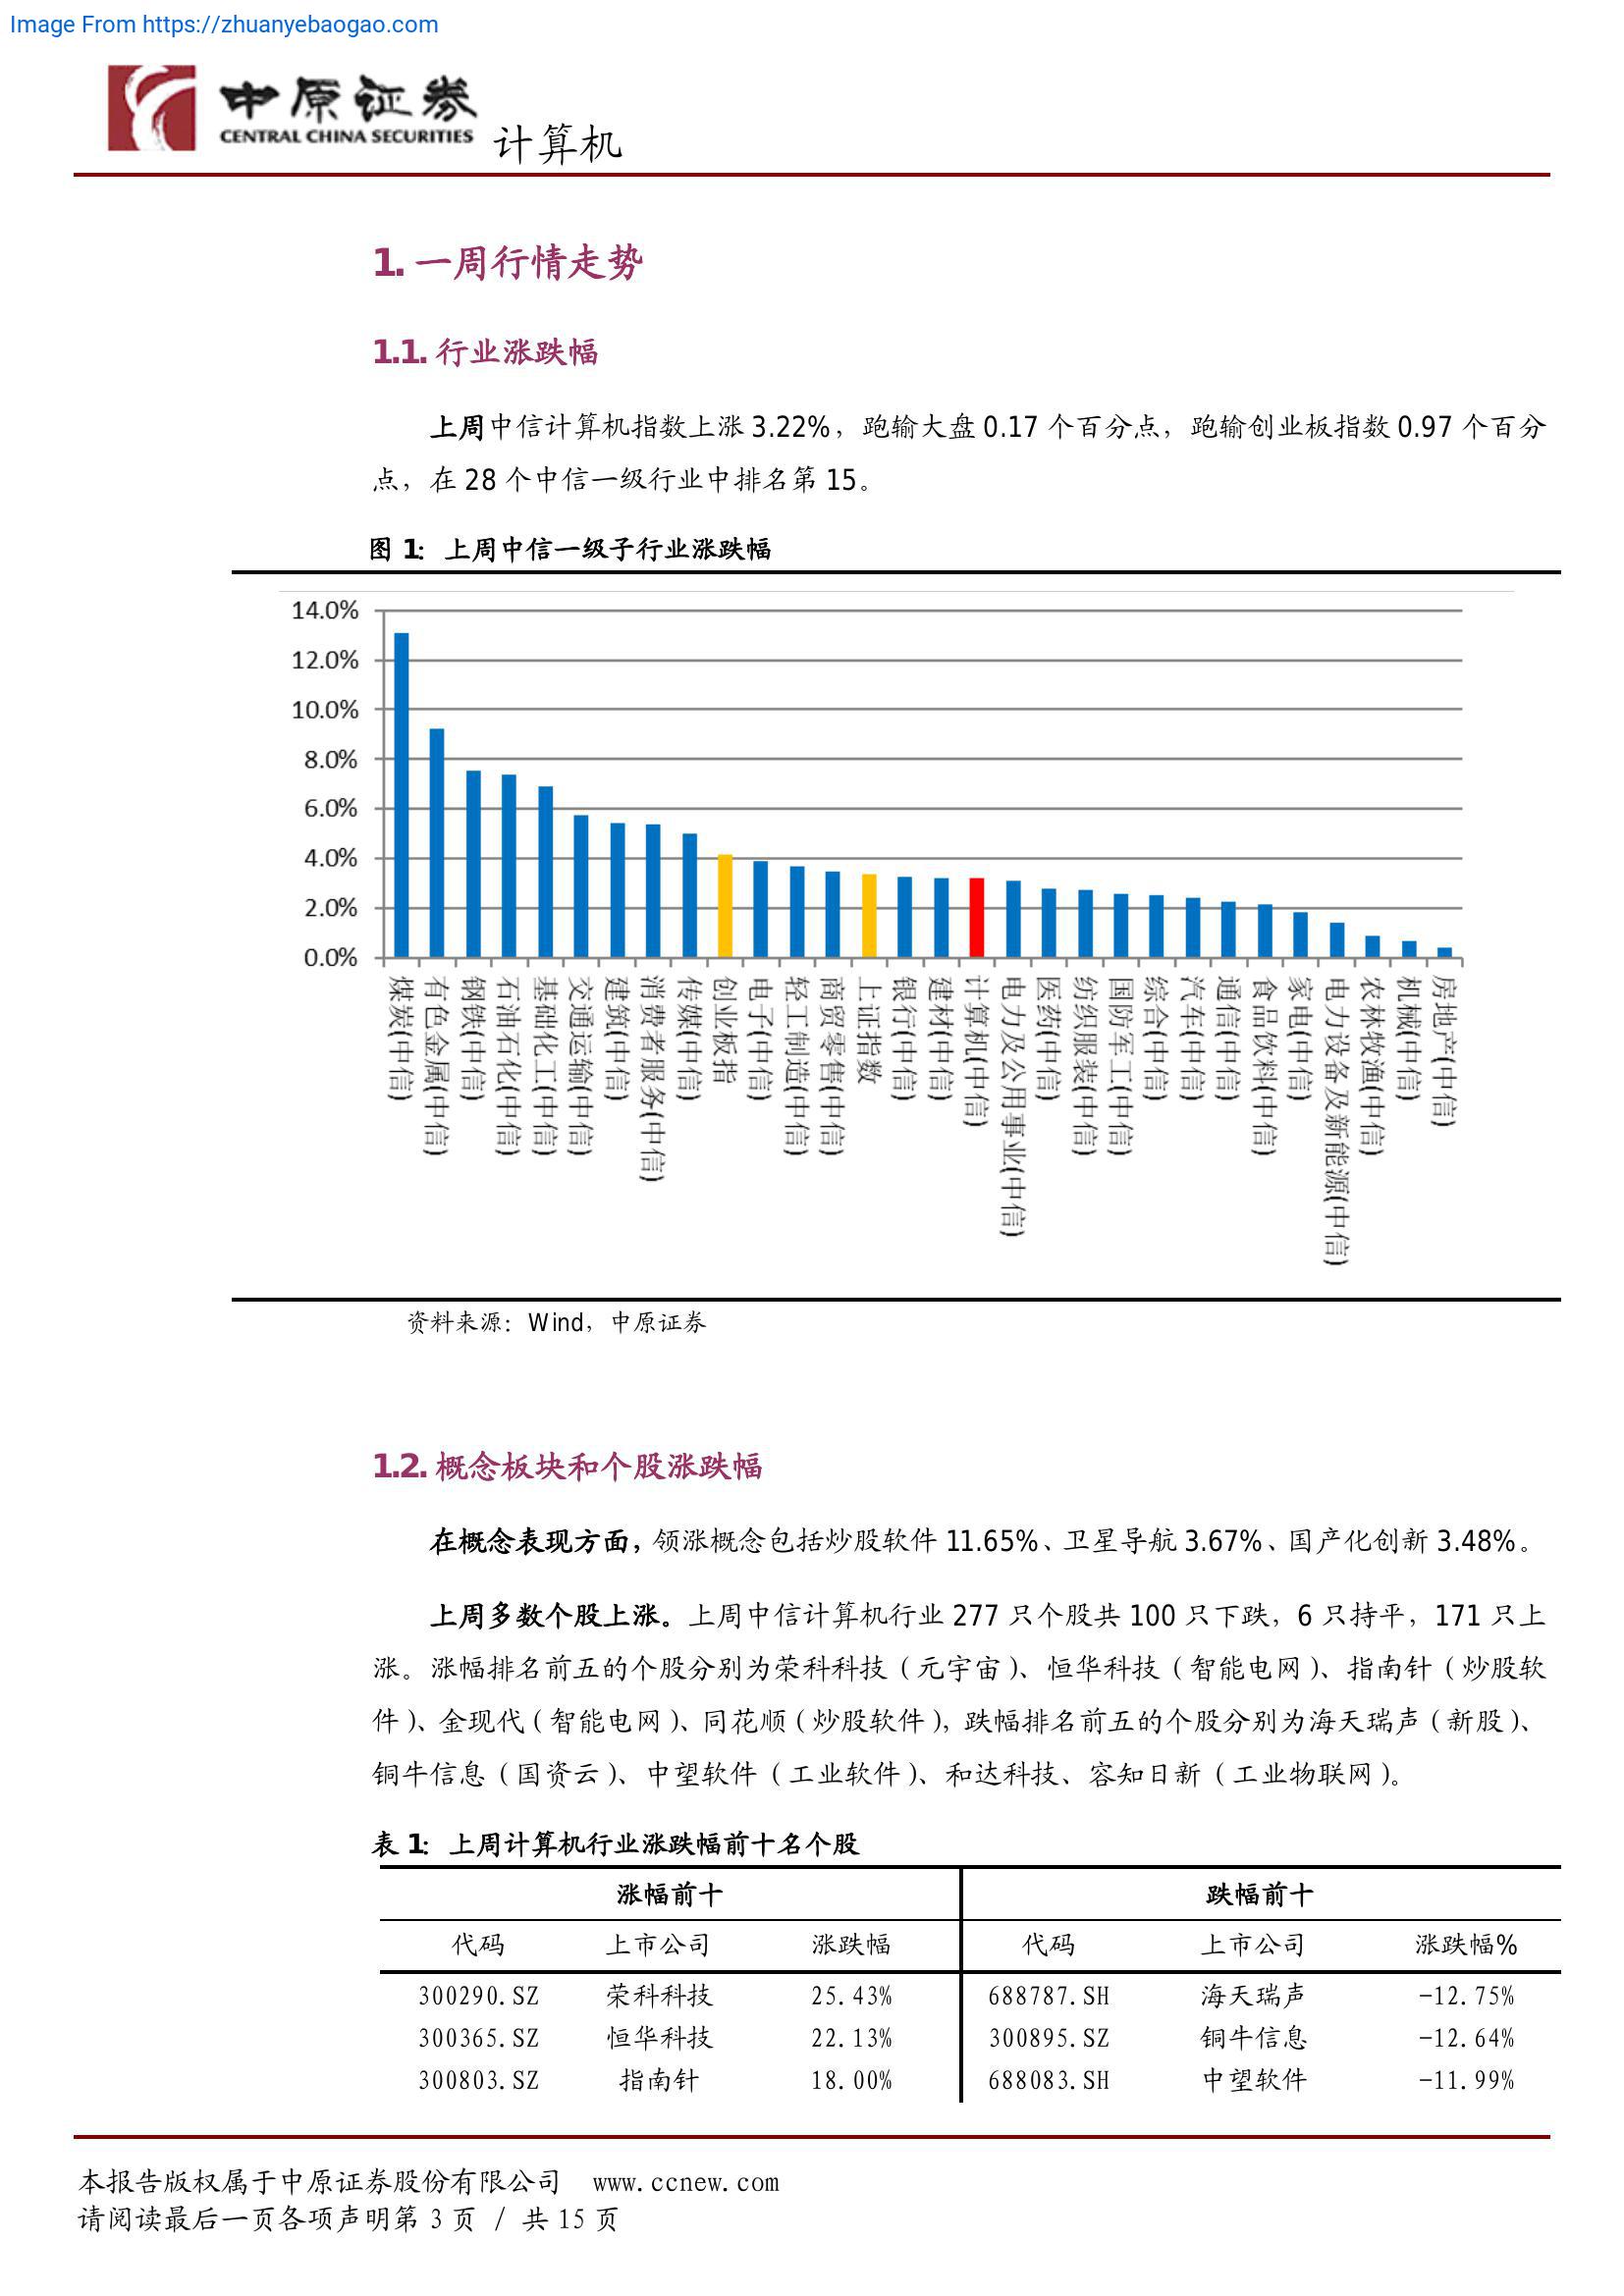 Image From https://zhuanyebaogao.com
中原证券
CENTRAL CHINA SECURITIES
计算机
1. 一周行情走势
1.1. 行业涨跌幅
上周中信计算机指数上涨 3.22%，跑输大盘 0.17 个百分点，跑输创业板指数 0.97 个百分
点，在 28 个中信一级行业中排名第 15。
图 1: 上周中信一级子行业涨跌幅
14.0%
12.0%
10.0%
8.0%
6.0%
4.0%
2.0%
0.0%
煤炭(中信)
有色金属(中信)
钢铁(中信)
石油石化(中信)
基础化工(中信)
交通运输(中信)
建筑(中信)
消费者服务(中信)
传媒(中信)
创业板指
电子(中信)
轻工制造(中信)
商贸零售(中信)
上证指数
银行(中信)
建材(中信)
计算机(中信)
电力及公用事业(中信)
医药(中信)
纺织服装(中信)
国防军工(中信)
综合(中信)
汽车(中信)
通信(中信)
食品饮料(中信)
家电(中信)
电力设备及新能源(中信)
农林牧渔(中信)
机械(中信)
房地产(中信)
资料来源：Wind，中原证券
1.2. 概念板块和个股涨跌幅
在概念表现方面，领涨概念包括炒股软件 11.65%、卫星导航 3.67%、国产化创新 3.48%。
上周多数个股上涨。上周中信计算机行业 277 只个股共 100 只下跌，6 只持平，171 只上
涨。涨幅排名前五的个股分别为荣科科技（元宇宙）、恒华科技（智能电网）、指南针（炒股软
件）、金现代（智能电网）、同花顺（炒股软件），跌幅排名前五的个股分别为海天瑞声（新股）、
铜牛信息（国资云）、中望软件（工业软件）、和达科技、容知日新（工业物联网）。
表 1: 上周计算机行业涨跌幅前十名个股
涨幅前十 跌幅前十
代码 上市公司 涨跌幅 代码 上市公司 涨跌幅%
300290.SZ 荣科科技 25.43% 688787.SH 海天瑞声 -12.75%
300365.SZ 恒华科技 22.13% 300895.SZ 铜牛信息 -12.64%
300803.SZ 指南针 18.00% 688083.SH 中望软件 -11.99%
本报告版权属于中原证券股份有限公司 www.ccnew.com
请阅读最后一页各项声明第 3 页 / 共 15 页